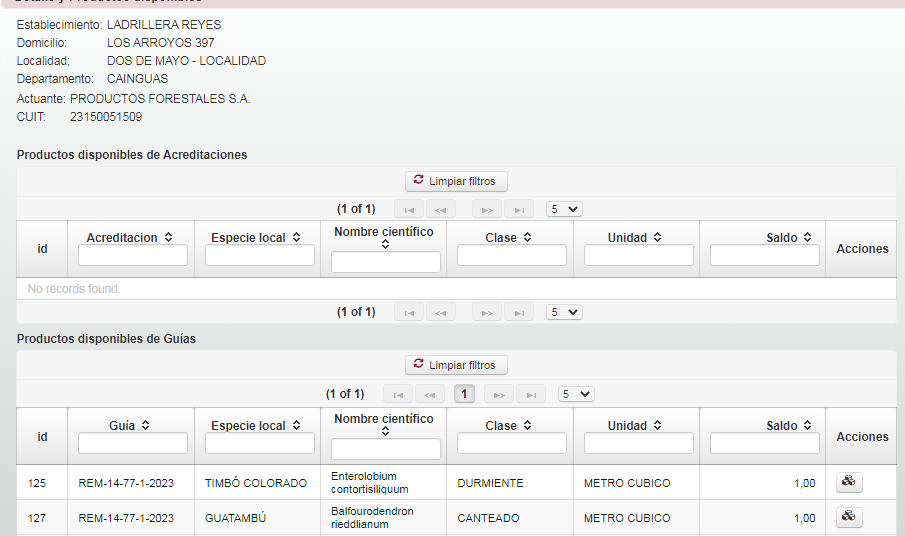 Detalle y Productos disponibles
Establecimiento: LADRILLERA REYES
Domicilio: LOS ARROYOS 397
Localidad: DOS DE MAYO - LOCALIDAD
Departamento: CAINGUAS
Actuante: PRODUCTOS FORESTALES S.A.
CUIT: 23150051509
Productos disponibles de Acreditaciones
Limpiar filtros
(1 of 1) 5
id Acreditacion Especie local Nombre científico Clase Unidad Saldo Acciones
No records found.
(1 of 1) 5
Productos disponibles de Guías
Limpiar filtros
(1 of 1) 1 5
id Guía Especie local Nombre científico Clase Unidad Saldo Acciones
125 REM-14-77-1-2023 TIMBÓ COLORADO Enterolobium contortisiliquum DURMIENTE METRO CUBICO 1,00
127 REM-14-77-1-2023 GUATAMBÚ Balfourodendron rieddlianum CANTEADO METRO CUBICO 1,00